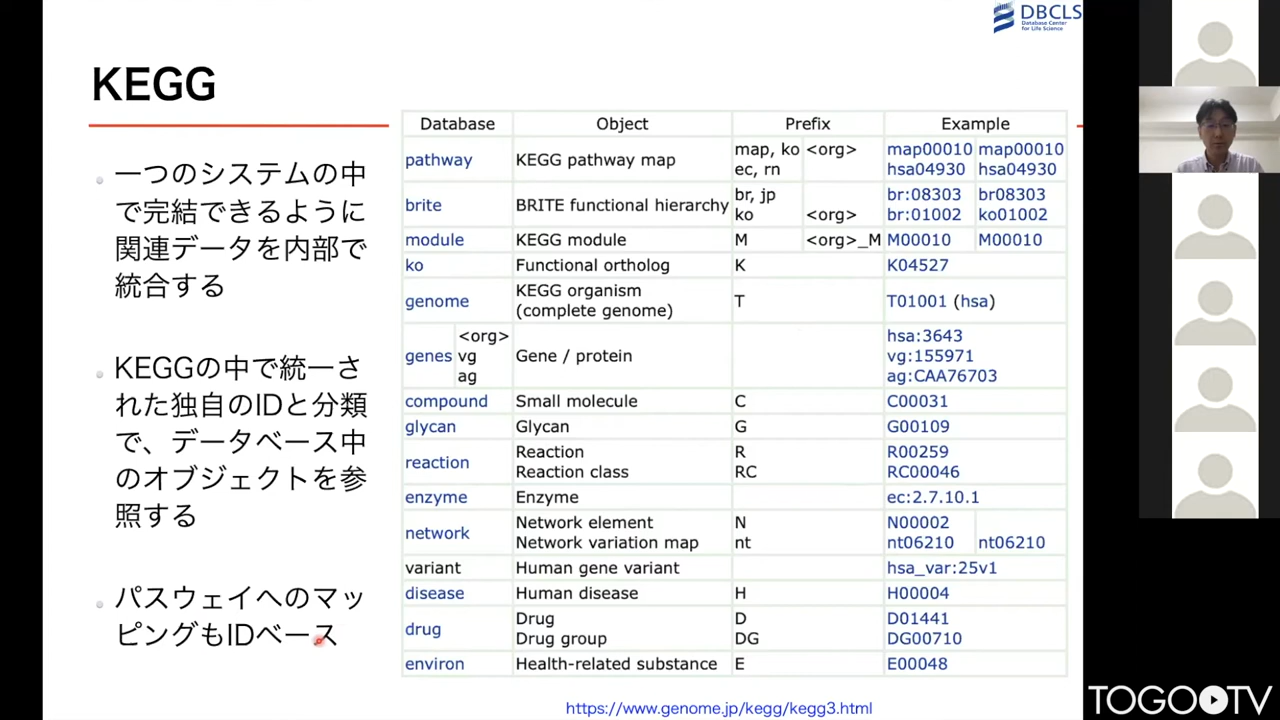 DBCLS
Database Center
for Life Science
KEGG
一つのシステムの中
で完結できるように
関連データを内部で
統合する
KEGGの中で統一さ
れた独自のIDと分類
で、データベース中
のオブジェクトを参
照する
パスウェイへのマッ
ピングもIDベース
Database Object Prefix Example
pathway KEGG pathway map map, ko <org> map00010 map00010
ec, rn hsa04930 hsa04930
brite BRITE functional hierarchy br, jp br:08303 br08303
ko <org> br:01002 ko01002
module KEGG module M <org>_M M00010 M00010
ko Functional ortholog K K04527
genome KEGG organism T T01001 (hsa)
(complete genome)
genes <org> Gene / protein hsa:3643
vg vg:155971
ag ag:CAA76703
compound Small molecule C C00031
glycan Glycan G G00109
reaction Reaction R R00259
Reaction class RC RC00046
enzyme Enzyme ec:2.7.10.1
network Network element N N00002
Network variation map nt nt06210 nt06210
variant Human gene variant hsa_var:25v1
disease Human disease H H00004
drug Drug D D01441
Drug group DG DG00710
environ Health-related substance E E00048
https://www.genome.jp/kegg/kegg3.html
TOGO TV